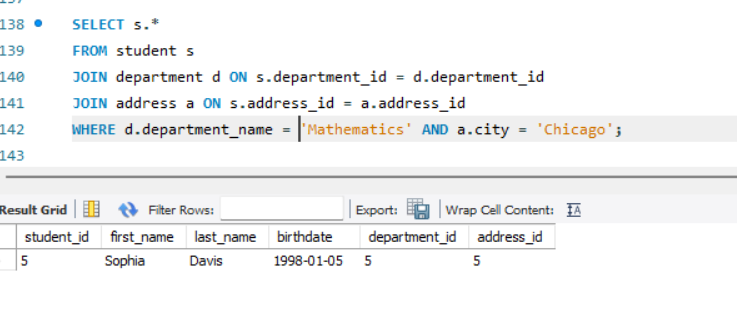 138 SELECT s.*
139 FROM student s
140 JOIN department d ON s.department_id = d.department_id
141 JOIN address a ON s.address_id = a.address_id
142 WHERE d.department_name = 'Mathematics' AND a.city = 'Chicago';
143
Result Grid Filter Rows: Export: Wrap Cell Content:
student_id first_name last_name birthdate department_id address_id
5 Sophia Davis 1998-01-05 5 5